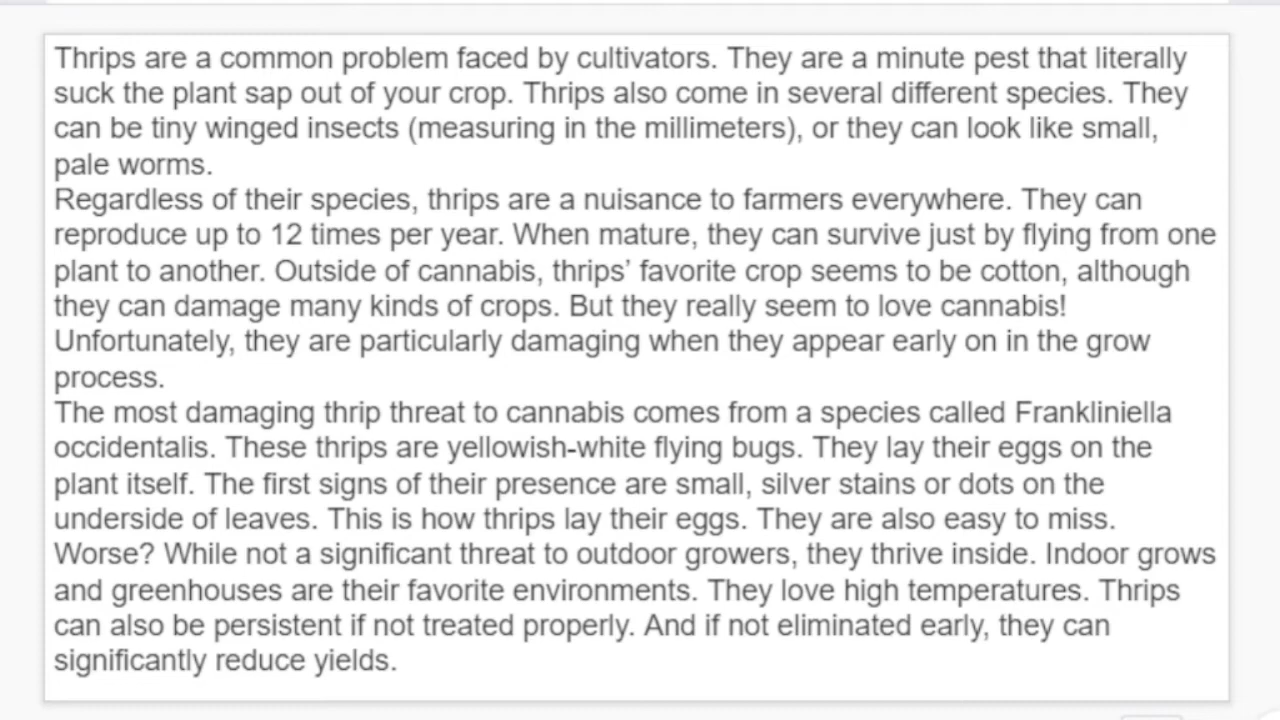 Thrips are a common problem faced by cultivators. They are a minute pest that literally
suck the plant sap out of your crop. Thrips also come in several different species. They
can be tiny winged insects (measuring in the millimeters), or they can look like small,
pale worms.
Regardless of their species, thrips are a nuisance to farmers everywhere. They can
reproduce up to 12 times per year. When mature, they can survive just by flying from one
plant to another. Outside of cannabis, thrips’ favorite crop seems to be cotton, although
they can damage many kinds of crops. But they really seem to love cannabis!
Unfortunately, they are particularly damaging when they appear early on in the grow
process.
The most damaging thrip threat to cannabis comes from a species called Frankliniella
occidentalis. These thrips are yellowish-white flying bugs. They lay their eggs on the
plant itself. The first signs of their presence are small, silver stains or dots on the
underside of leaves. This is how thrips lay their eggs. They are also easy to miss.
Worse? While not a significant threat to outdoor growers, they thrive inside. Indoor grows
and greenhouses are their favorite environments. They love high temperatures. Thrips
can also be persistent if not treated properly. And if not eliminated early, they can
significantly reduce yields.